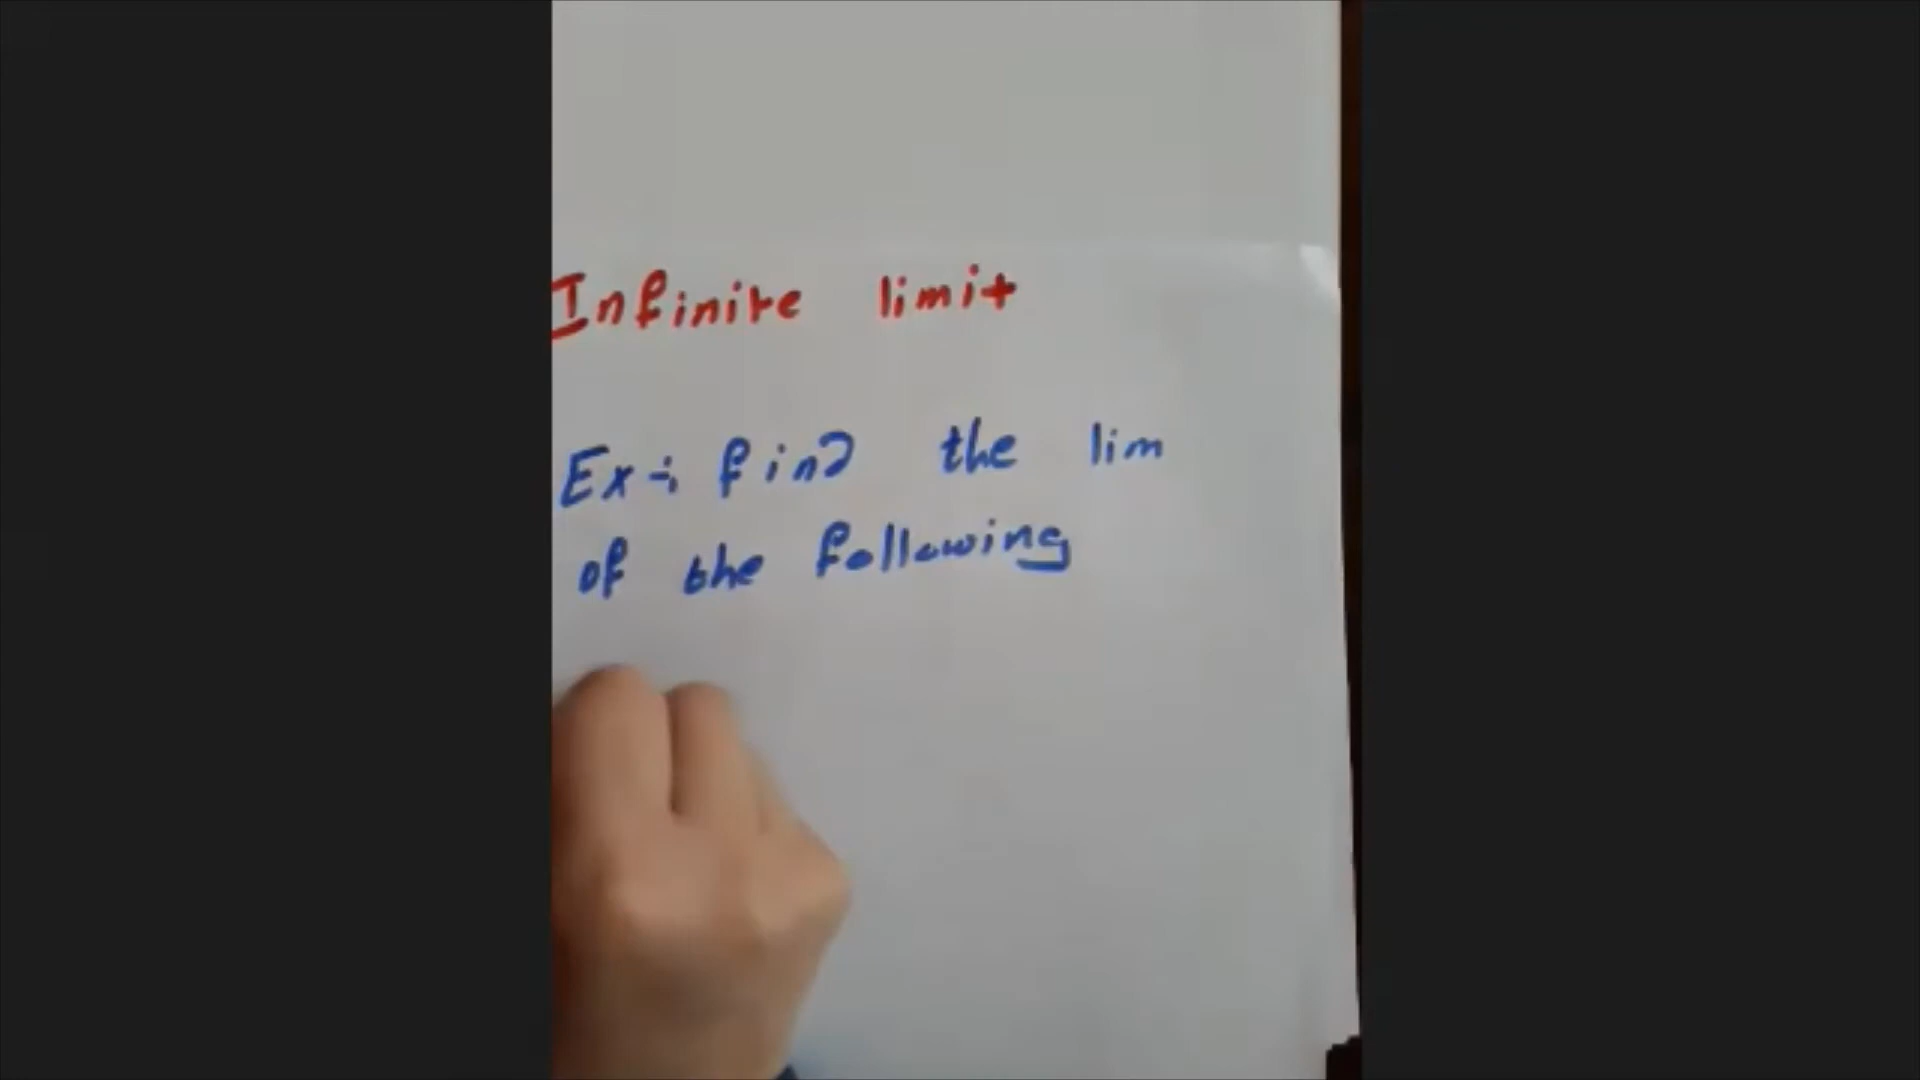 Infinite limit
Ex: find the lim
of the following